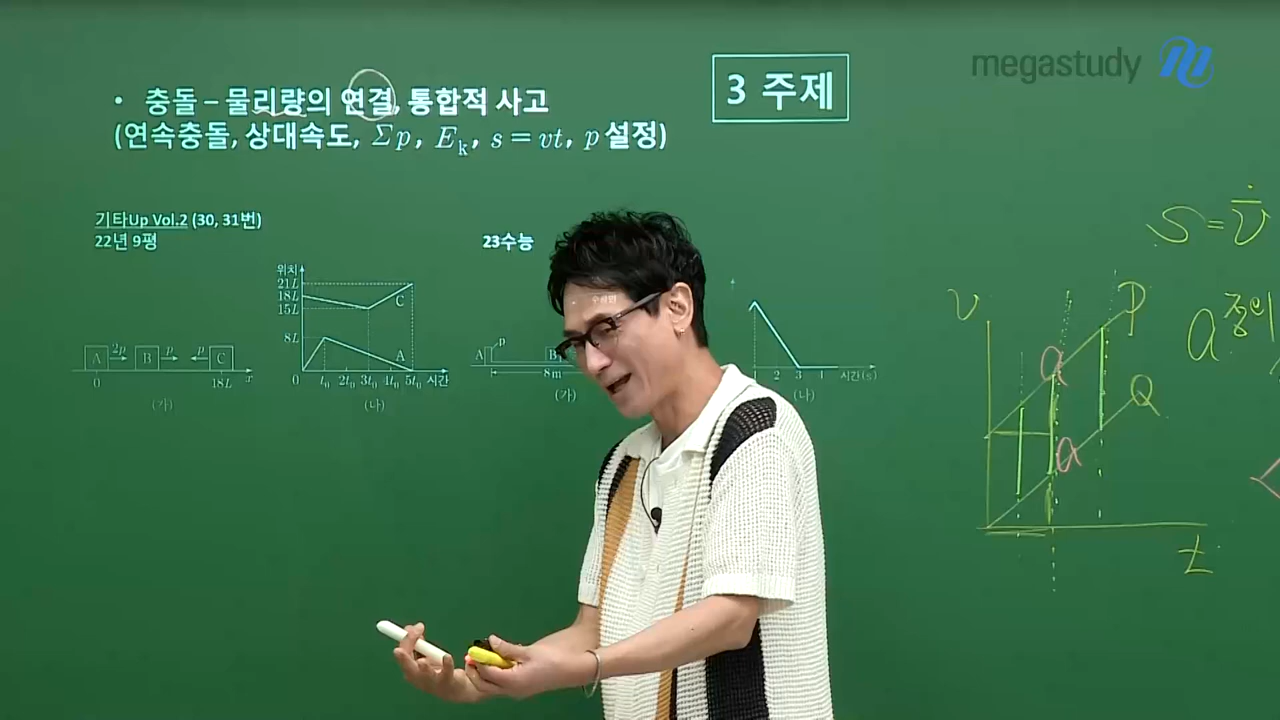 megastudy
3 주제
• 충돌 – 물리량의 연결, 통합적 사고
(연속충돌, 상대속도, Σp, Eₖ, s = vt, p 설정)
기타Up Vol.2 (30, 31번)
22년 9평
A 2p B p p C
0 18L x
(가)
위치
21L
18L
15L
8L
C
A
0 t₀ 2t₀ 3t₀ 4t₀ 5t₀ 시간
(나)
23수능
A p B
8m
(가)
2 3 4 시간(s)
(나)
s = v
v
P
a
Q
a
t
a 정의